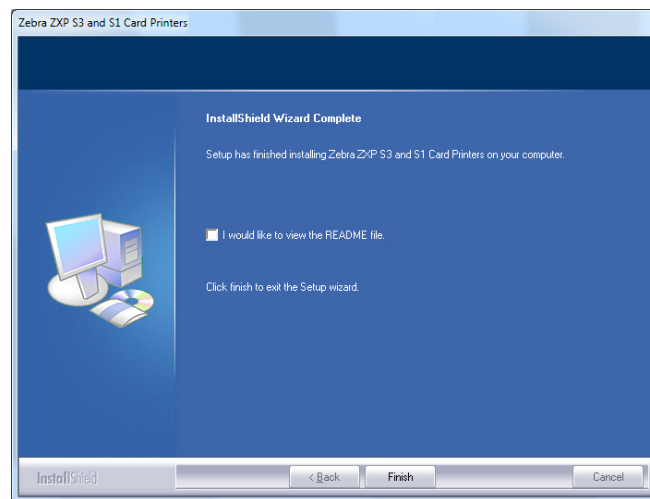 Zebra ZXP S3 and S1 Card Printers
InstallShield Wizard Complete
Setup has finished installing Zebra ZXP S3 and S1 Card Printers on your computer.
I would like to view the README file.
Click finish to exit the Setup wizard.
InstallShield
< Back Finish Cancel